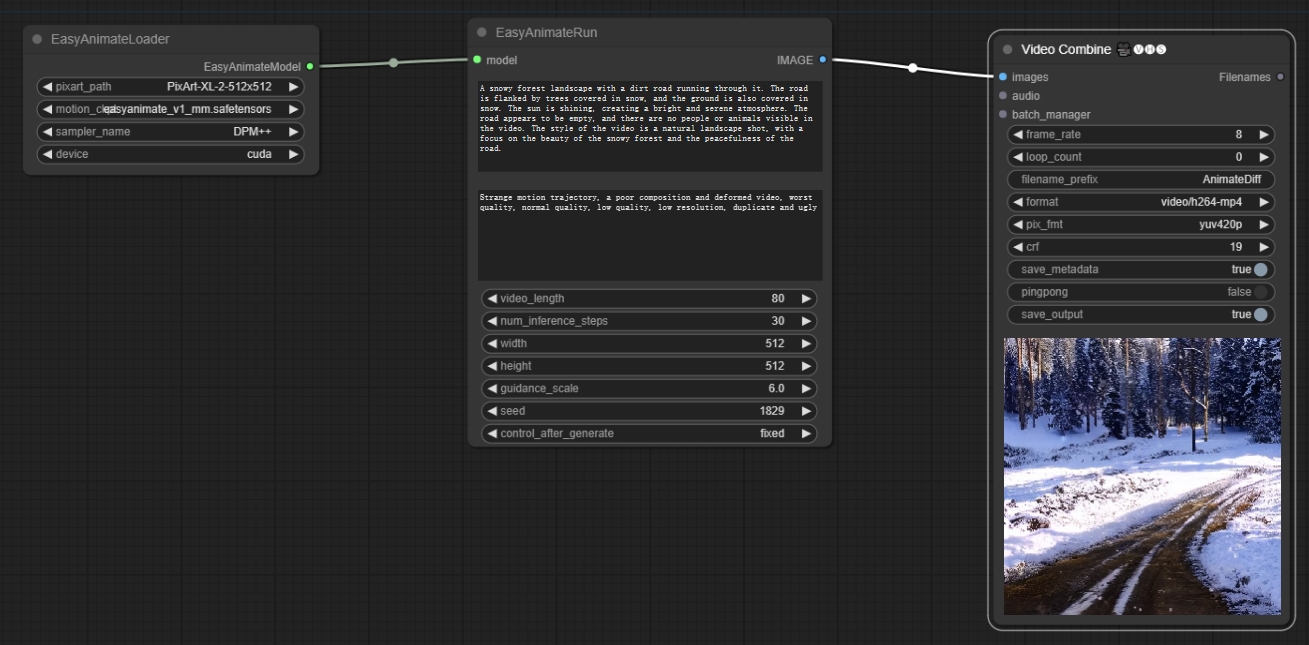 EasyAnimateLoader
EasyAnimateModel
pixart_path PixArt-XL-2-512x512
easyanimate_v1_mm.safetensors
sampler_name DPM++
device cuda
EasyAnimateRun
model IMAGE
A snowy forest landscape with a dirt road running through it. The road
is flanked by trees covered in snow, and the ground is also covered in
snow. The sun is shining, creating a bright and serene atmosphere. The
road appears to be empty, and there are no people or animals visible in
the video. The style of the video is a natural landscape shot, with a
focus on the beauty of the snowy forest and the peacefulness of the
road.
Strange motion trajectory, a poor composition and deformed video, worst
quality, normal quality, low quality, low resolution, duplicate and ugly
video_length 80
num_inference_steps 30
width 512
height 512
guidance_scale 6.0
seed 1829
control_after_generate fixed
Video Combine 🎥🅥🅗🅢
images Filenames
audio
batch_manager
frame_rate 8
loop_count 0
filename_prefix AnimateDiff
format video/h264-mp4
pix_fmt yuv420p
crf 19
save_metadata true
pingpong false
save_output true